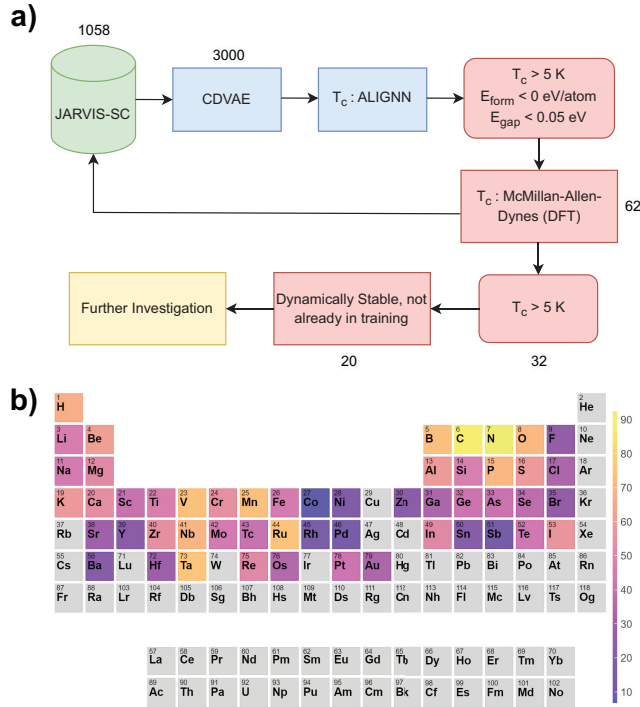 a)
1058
JARVIS-SC
3000
CDVAE
T_c : ALIGNN
T_c > 5 K
E_form < 0 eV/atom
E_gap < 0.05 eV
T_c : McMillan-Allen-
Dynes (DFT)
62
Further Investigation
Dynamically Stable, not
already in training
20
T_c > 5 K
32
b)
1 H 2 He
3 Li 4 Be 5 B 6 C 7 N 8 O 9 F 10 Ne
11 Na 12 Mg 13 Al 14 Si 15 P 16 S 17 Cl 18 Ar
19 K 20 Ca 21 Sc 22 Ti 23 V 24 Cr 25 Mn 26 Fe 27 Co 28 Ni 29 Cu 30 Zn 31 Ga 32 Ge 33 As 34 Se 35 Br 36 Kr
37 Rb 38 Sr 39 Y 40 Zr 41 Nb 42 Mo 43 Tc 44 Ru 45 Rh 46 Pd 47 Ag 48 Cd 49 In 50 Sn 51 Sb 52 Te 53 I 54 Xe
55 Cs 56 Ba 71 Lu 72 Hf 73 Ta 74 W 75 Re 76 Os 77 Ir 78 Pt 79 Au 80 Hg 81 Tl 82 Pb 83 Bi 84 Po 85 At 86 Rn
87 Fr 88 Ra 103 Lr 104 Rf 105 Db 106 Sg 107 Bh 108 Hs 109 Mt 110 Ds 111 Rg 112 Cn 113 Nh 114 Fl 115 Mc 116 Lv 117 Ts 118 Og
57 La 58 Ce 59 Pr 60 Nd 61 Pm 62 Sm 63 Eu 64 Gd 65 Tb 66 Dy 67 Ho 68 Er 69 Tm 70 Yb
89 Ac 90 Th 91 Pa 92 U 93 Np 94 Pu 95 Am 96 Cm 97 Bk 98 Cf 99 Es 100 Fm 101 Md 102 No
90
80
70
60
50
40
30
20
10